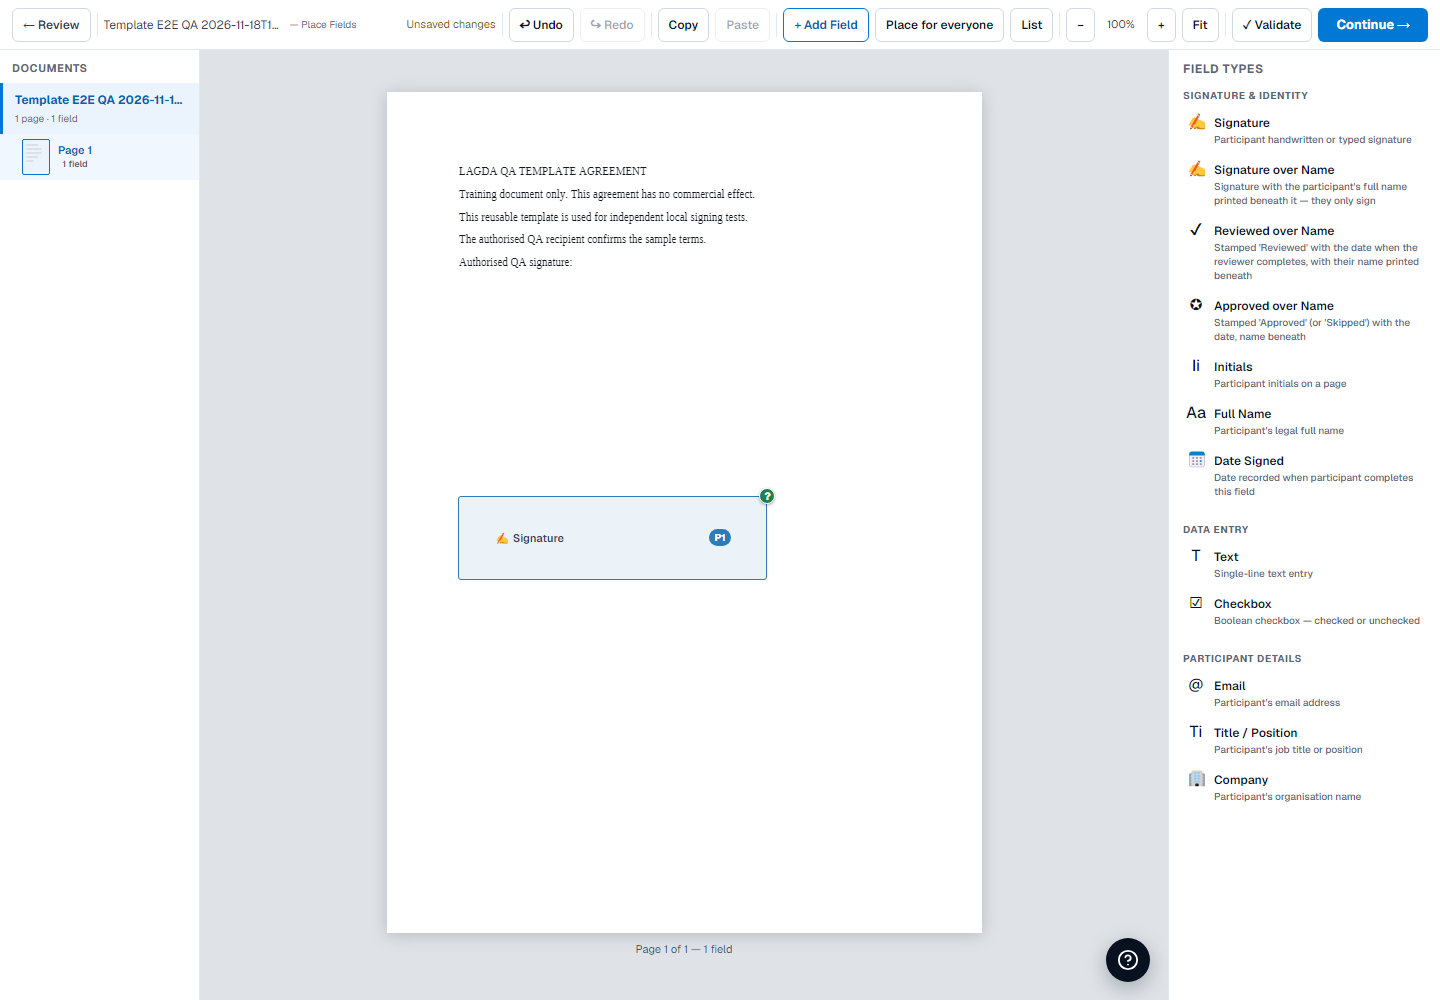 ← Review
Template E2E QA 2026-11-18T1...
— Place Fields
Unsaved changes
↩ Undo
↪ Redo
Copy
Paste
+ Add Field
Place for everyone
List
−
100%
+
Fit
✓ Validate
Continue →
DOCUMENTS
Template E2E QA 2026-11-1...
1 page · 1 field
Page 1
1 field
LAGDA QA TEMPLATE AGREEMENT
Training document only. This agreement has no commercial effect.
This reusable template is used for independent local signing tests.
The authorised QA recipient confirms the sample terms.
Authorised QA signature:
?
✍ Signature
P1
Page 1 of 1 — 1 field
FIELD TYPES
SIGNATURE & IDENTITY
Signature
Participant handwritten or typed signature
Signature over Name
Signature with the participant's full name
printed beneath it — they only sign
✓ Reviewed over Name
Stamped 'Reviewed' with the date when the
reviewer completes, with their name printed
beneath
Approved over Name
Stamped 'Approved' (or 'Skipped') with the
date, name beneath
Ii Initials
Participant initials on a page
Aa Full Name
Participant's legal full name
Date Signed
Date recorded when participant completes
this field
DATA ENTRY
T Text
Single-line text entry
☑ Checkbox
Boolean checkbox — checked or unchecked
PARTICIPANT DETAILS
@ Email
Participant's email address
Ti Title / Position
Participant's job title or position
Company
Participant's organisation name
?